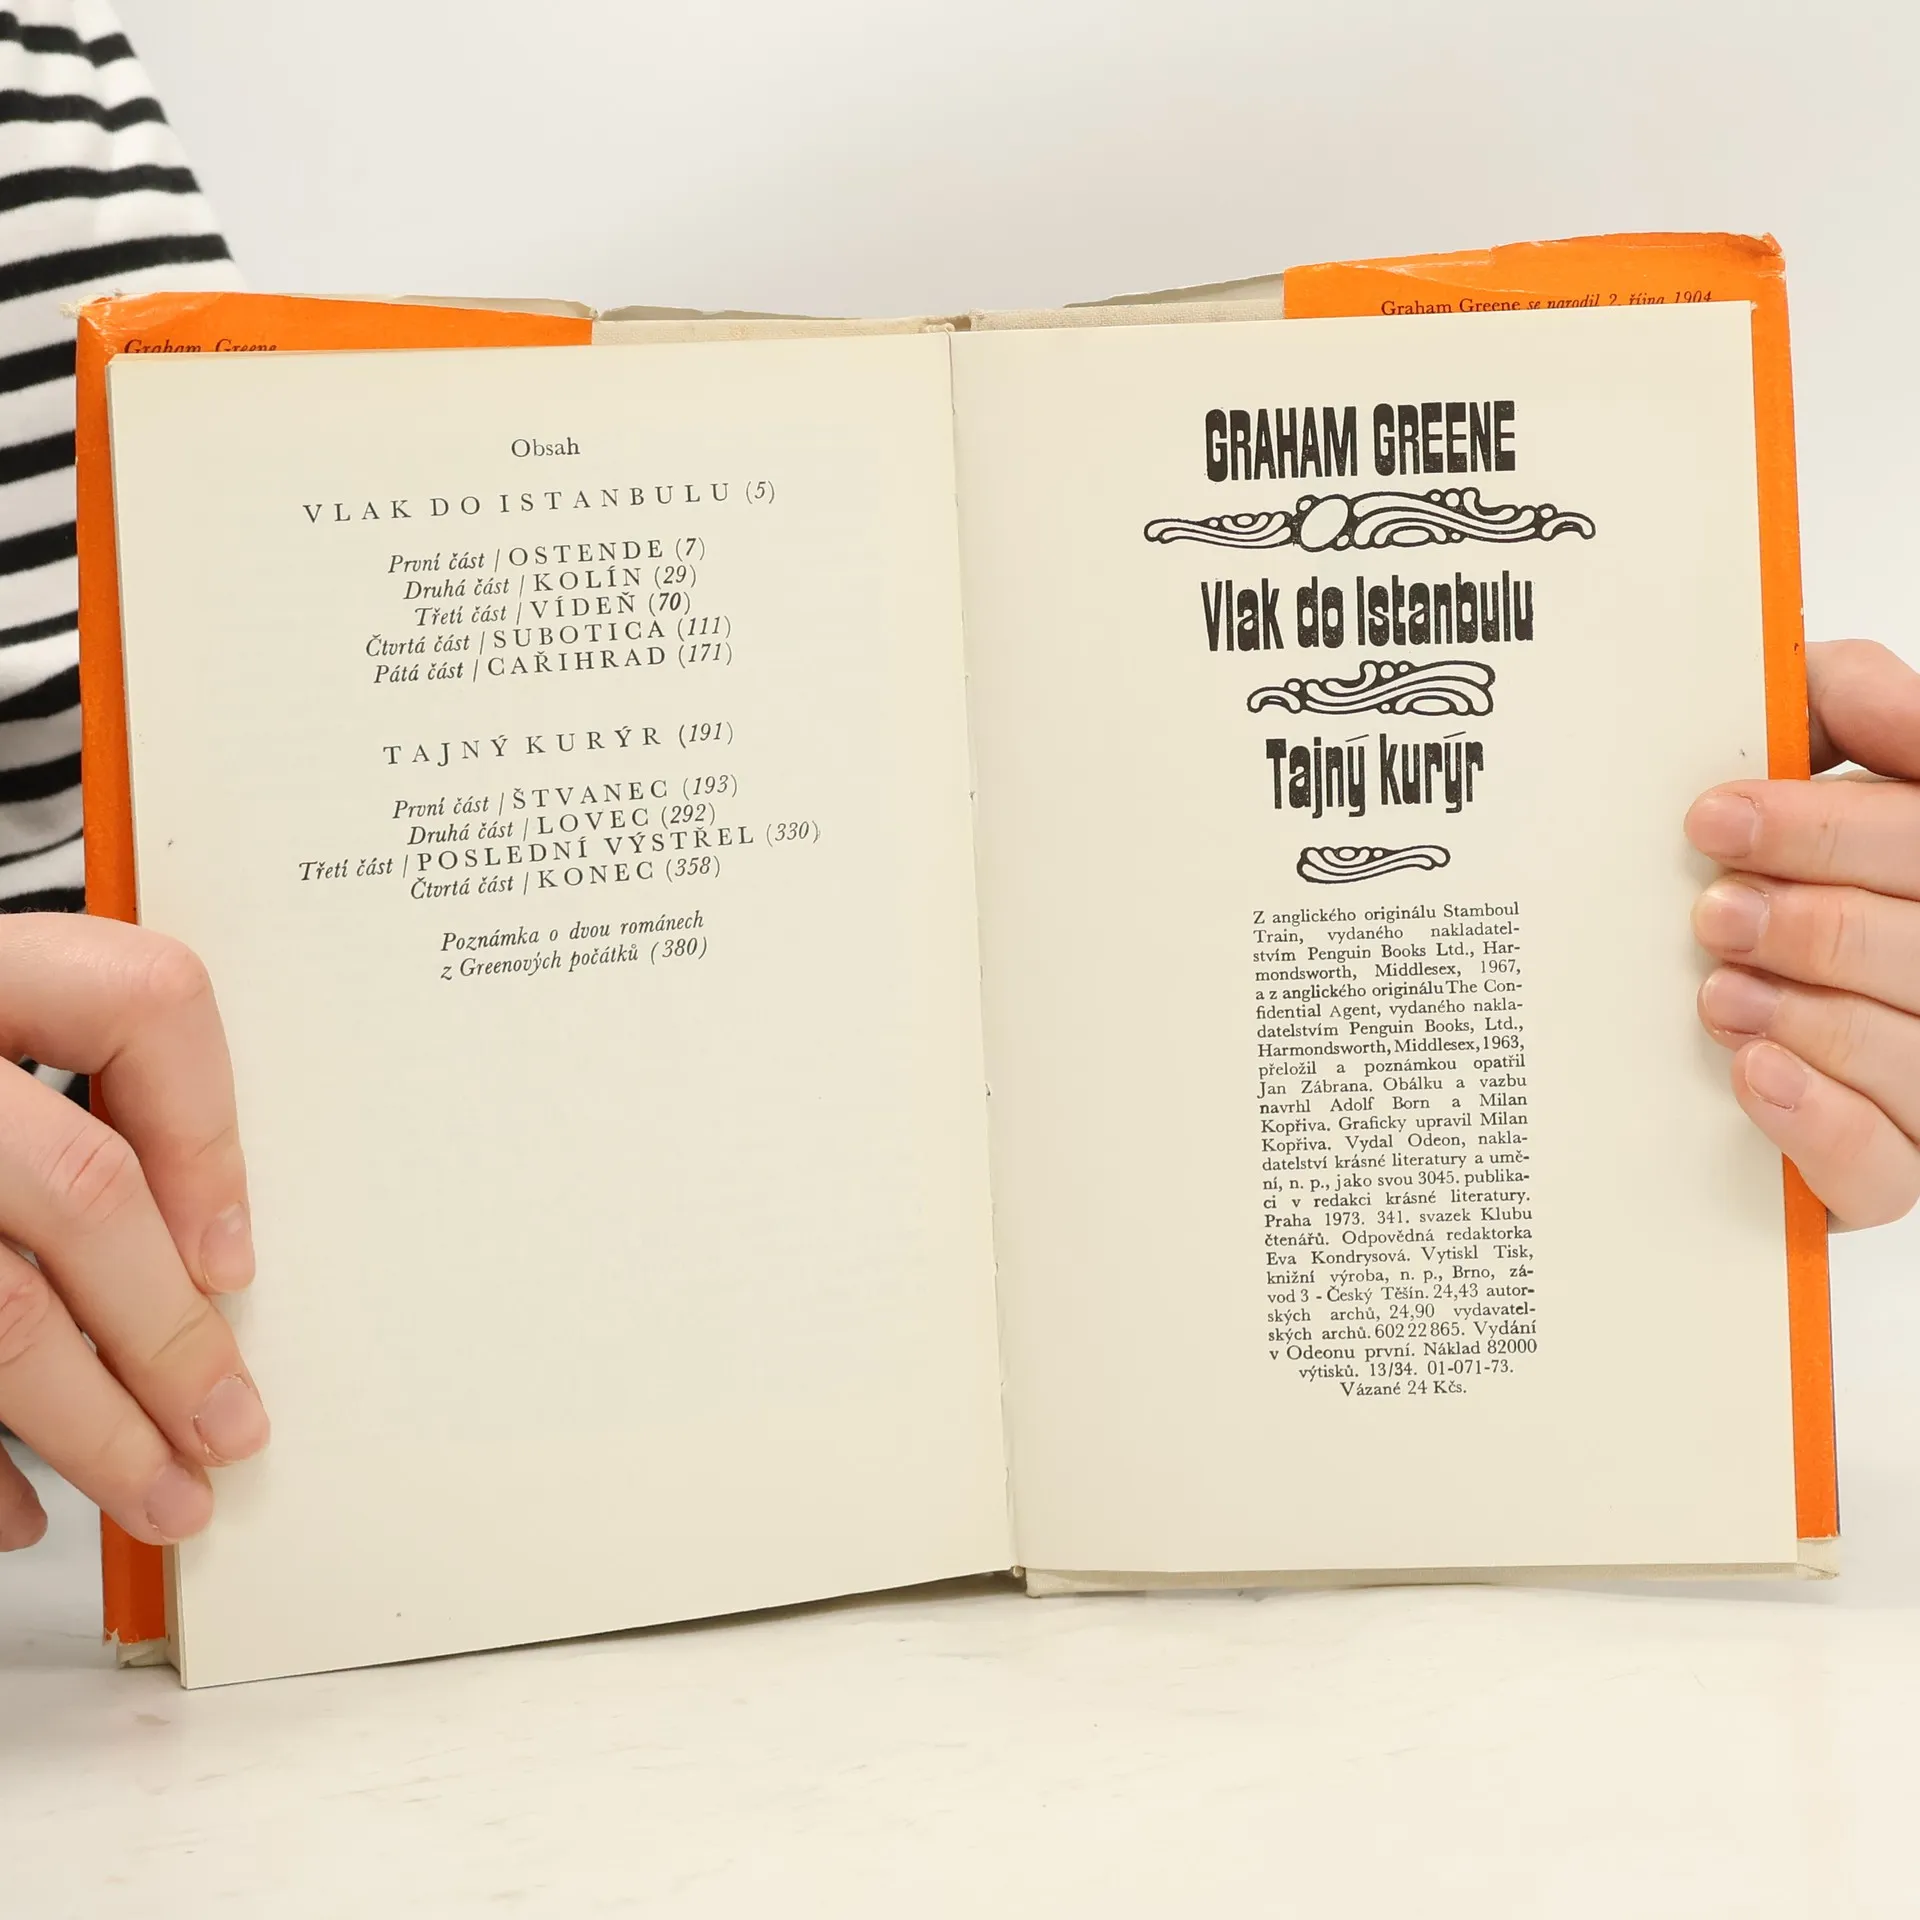 Graham Greene
Obsah
VLAK DO ISTANBULU (5)
První část / OSTENDE (7)
Druhá část / KOLÍN (29)
Třetí část / VÍDEŇ (70)
Čtvrtá část / SUBOTICA (111)
Pátá část / CAŘIHRAD (171)
TAJNÝ KURÝR (191)
První část / ŠTVANEC (193)
Druhá část / LOVEC (292)
Třetí část / POSLEDNÍ VÝSTŘEL (330)
Čtvrtá část / KONEC (358)
Poznámka o dvou románech
z Greenových počátků (380)
Graham Greene se narodil 2. října 1904
GRAHAM GREENE
Vlak do Istanbulu
Tajný kurýr
Z anglického originálu Stamboul
Train, vydaného nakladatel-
stvím Penguin Books Ltd., Har-
mondsworth, Middlesex, 1967,
a z anglického originálu The Con-
fidential Agent, vydaného nakla-
datelstvím Penguin Books, Ltd.,
Harmondsworth, Middlesex, 1963,
přeložil a poznámkou opatřil
Jan Zábrana. Obálku a vazbu
navrhl Adolf Born a Milan
Kopřiva. Graficky upravil Milan
Kopřiva. Vydal Odeon, nakla-
datelství krásné literatury a umě-
ní, n. p., jako svou 3045. publika-
ci v redakci krásné literatury.
Praha 1973. 341. svazek Klubu
čtenářů. Odpovědná redaktorka
Eva Kondrysová. Vytiskl Tisk,
knižní výroba, n. p., Brno, zá-
vod 3 - Český Těšín. 24,43 autor-
ských archů, 24,90 vydavatel-
ských archů. 602 22 865. Vydání
v Odeonu první. Náklad 82000
výtisků. 13/34. 01-071-73.
Vázané 24 Kčs.